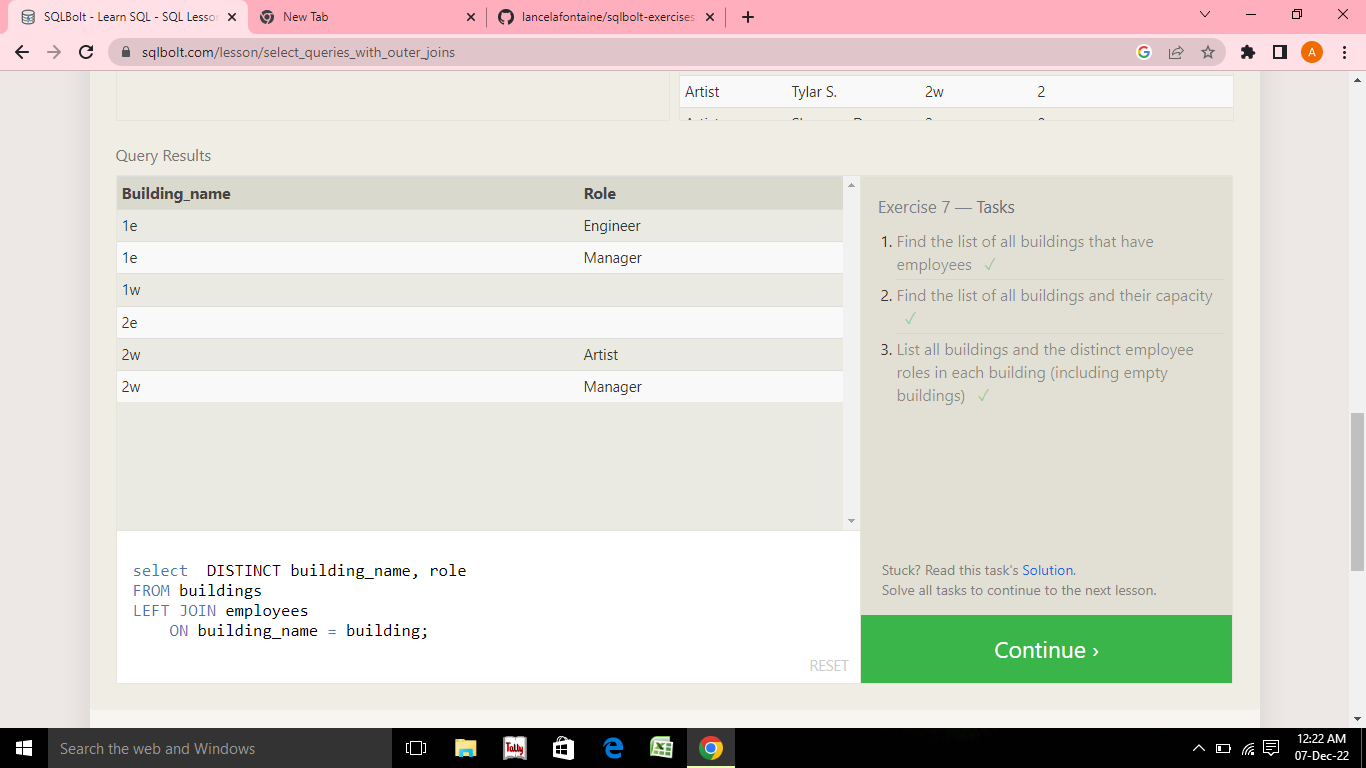 SQLBolt - Learn SQL - SQL Lesso
New Tab
lancelafontaine/sqlbolt-exercises
sqlbolt.com/lesson/select_queries_with_outer_joins
A
Artist Tylar S. 2w 2
Query Results
Building_name Role
1e Engineer
1e Manager
1w
2e
2w Artist
2w Manager
Exercise 7 — Tasks
1. Find the list of all buildings that have
employees ✓
2. Find the list of all buildings and their capacity
✓
3. List all buildings and the distinct employee
roles in each building (including empty
buildings) ✓
select  DISTINCT building_name, role
FROM buildings
LEFT JOIN employees
    ON building_name = building;
RESET
Stuck? Read this task's Solution.
Solve all tasks to continue to the next lesson.
Continue ›
Search the web and Windows
Tally
12:22 AM
07-Dec-22